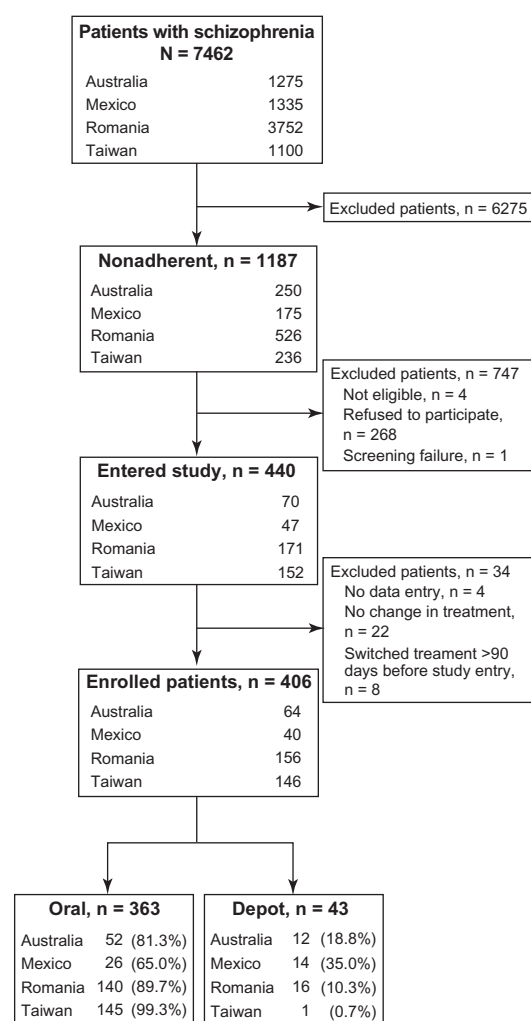 Patients with schizophrenia
N = 7462
Australia 1275
Mexico 1335
Romania 3752
Taiwan 1100
Excluded patients, n = 6275
Nonadherent, n = 1187
Australia 250
Mexico 175
Romania 526
Taiwan 236
Excluded patients, n = 747
Not eligible, n = 4
Refused to participate,
n = 268
Screening failure, n = 1
Entered study, n = 440
Australia 70
Mexico 47
Romania 171
Taiwan 152
Excluded patients, n = 34
No data entry, n = 4
No change in treatment,
n = 22
Switched treament >90
days before study entry,
n = 8
Enrolled patients, n = 406
Australia 64
Mexico 40
Romania 156
Taiwan 146
Oral, n = 363
Australia 52 (81.3%)
Mexico 26 (65.0%)
Romania 140 (89.7%)
Taiwan 145 (99.3%)
Depot, n = 43
Australia 12 (18.8%)
Mexico 14 (35.0%)
Romania 16 (10.3%)
Taiwan 1 (0.7%)